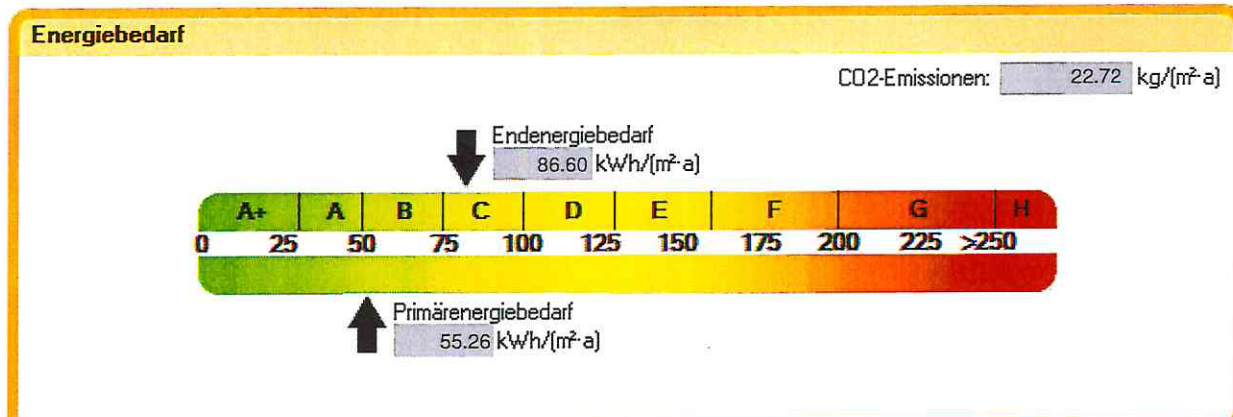 Energiebedarf
CO2-Emissionen: 22.72 kg/(m²·a)
Endenergiebedarf
86.60 kWh/(m²·a)
A+ A B C D E F G H
0 25 50 75 100 125 150 175 200 225 >250
Primärenergiebedarf
55.26 kWh/(m²·a)